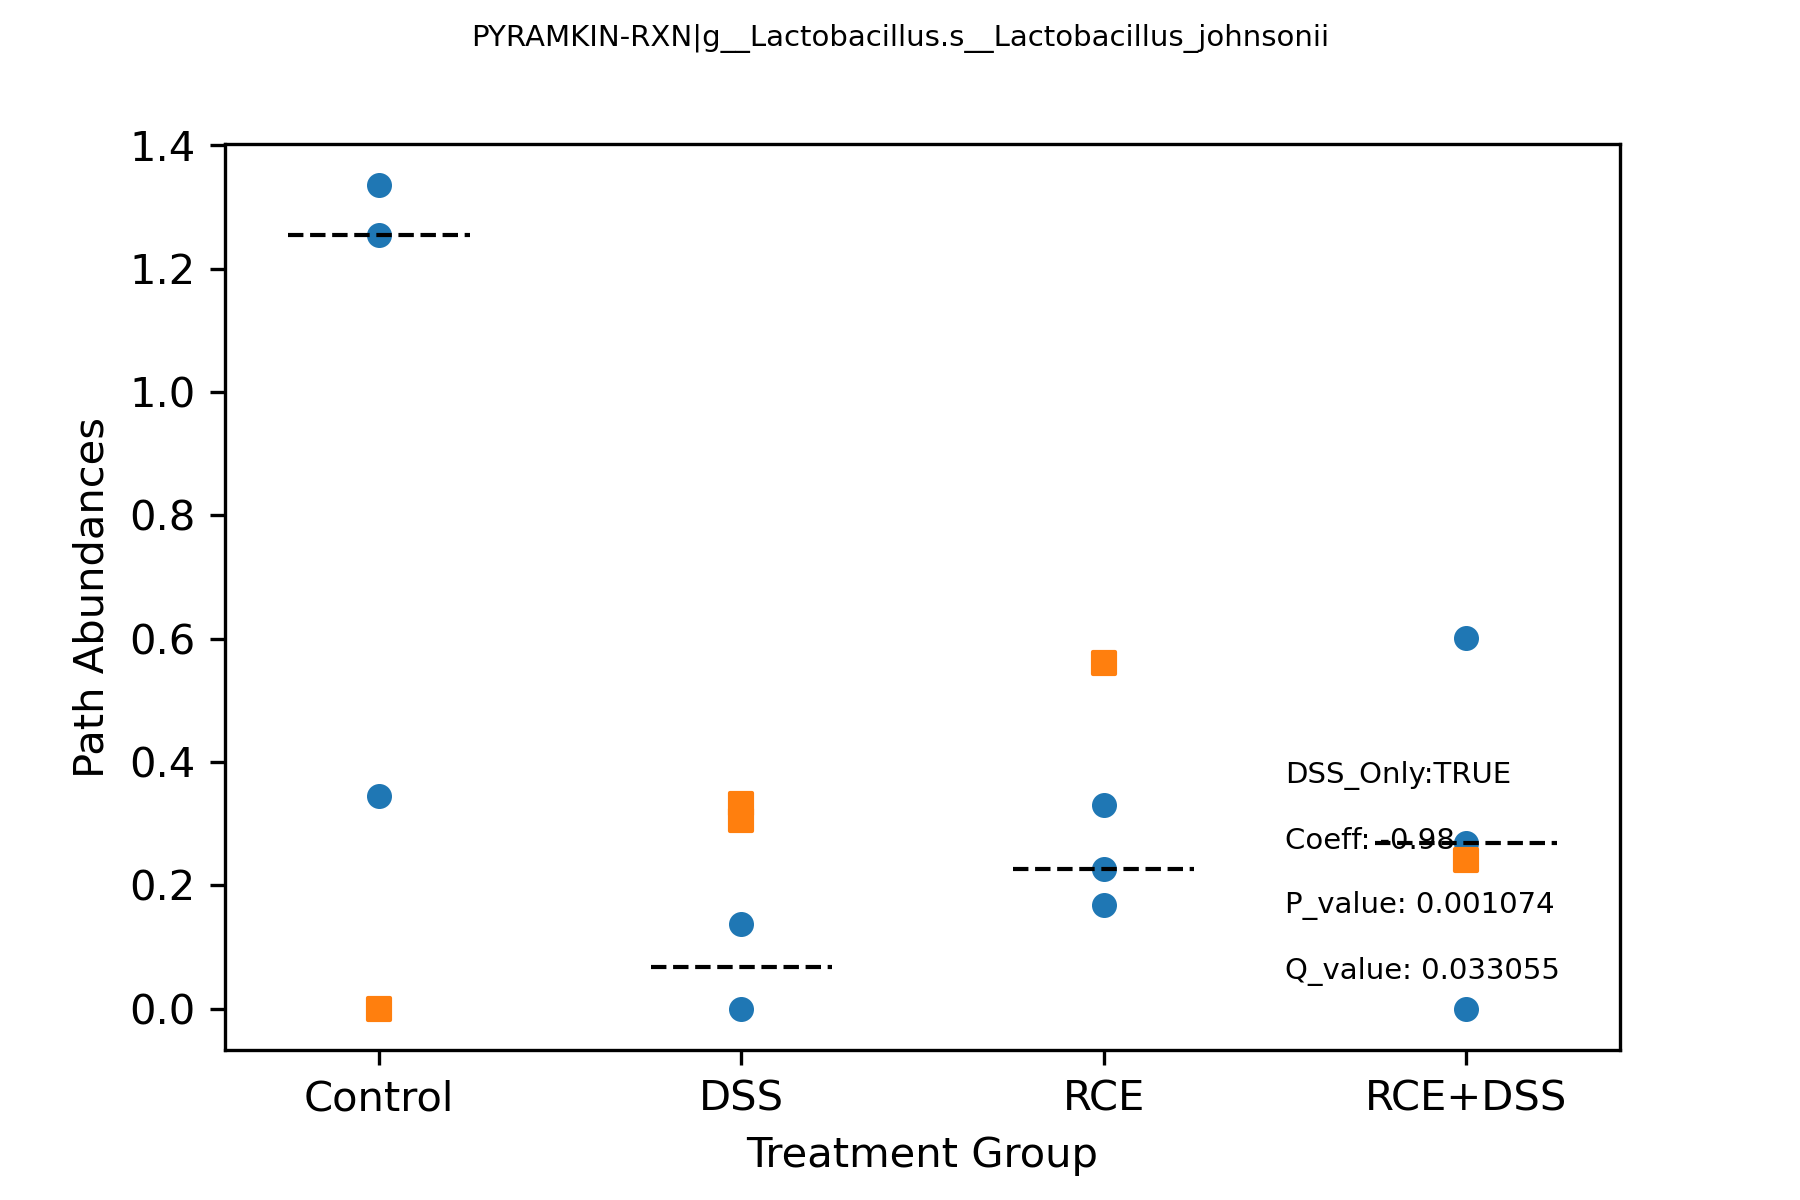 PYRAMKIN-RXN|g__Lactobacillus.s__Lactobacillus_johnsonii
1.4
1.2
1.0
0.8
0.6
0.4
0.2
0.0
Path Abundances
DSS_Only:TRUE
Coeff: -0.98
P_value: 0.001074
Q_value: 0.033055
Control
DSS
RCE
RCE+DSS
Treatment Group